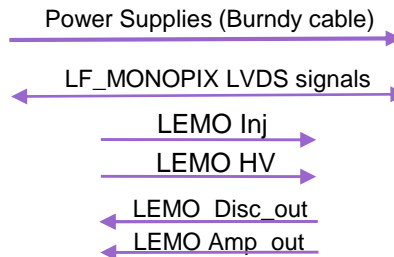 Power Supplies (Burndy cable)
LF_MONOPIX LVDS signals
LEMO Inj
LEMO HV
LEMO Disc_out
LEMO Amp_out